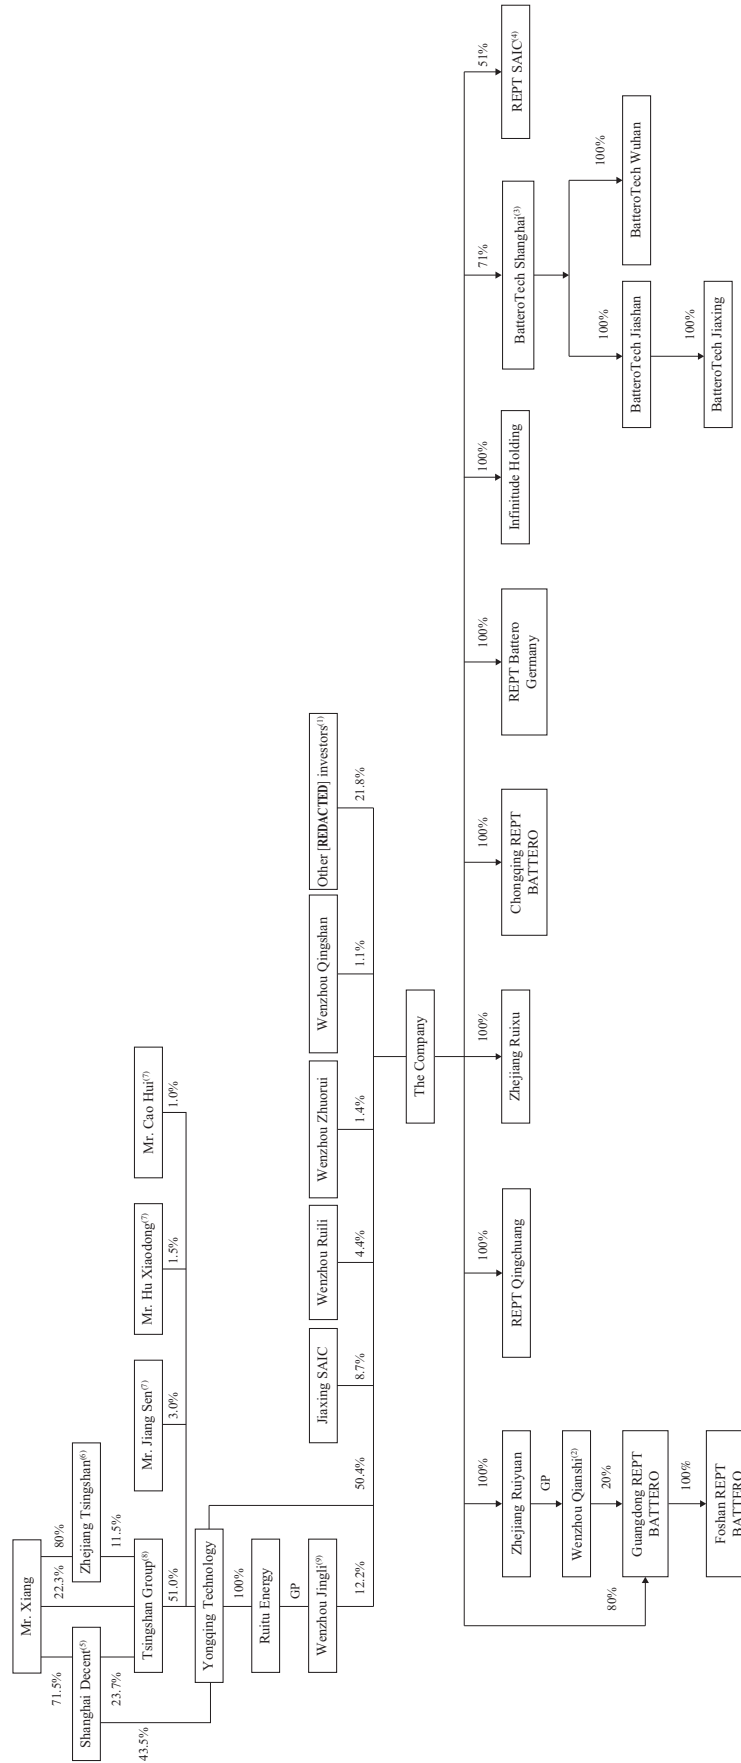 Mr. Xiang
71.5%
22.3%
80%
Shanghai Decent(5)
Zhejiang Tsingshan(6)
23.7%
11.5%
Tsingshan Group(8)
Mr. Jiang Sen(7)
Mr. Hu Xiaodong(7)
Mr. Cao Hui(7)
43.5%
51.0%
3.0%
1.5%
1.0%
Yongqing Technology
100%
Ruitu Energy
GP
Wenzhou Jingli(9)
Jiaxing SAIC
Wenzhou Ruili
Wenzhou Zhuorui
Wenzhou Qingshan
Other [REDACTED] investors(1)
12.2%
50.4%
8.7%
4.4%
1.4%
1.1%
21.8%
The Company
100%
100%
100%
100%
100%
100%
71%
51%
Zhejiang Ruiyuan
REPT Qingchuang
Zhejiang Ruixu
Chongqing REPT
BATTERO
REPT Battero
Germany
Infinitude Holding
BatteroTech Shanghai(3)
REPT SAIC(4)
GP
Wenzhou Qianshi(2)
80%
20%
100%
100%
Guangdong REPT
BATTERO
BatteroTech Jiashan
BatteroTech Wuhan
100%
100%
Foshan REPT
BATTERO
BatteroTech Jiaxing